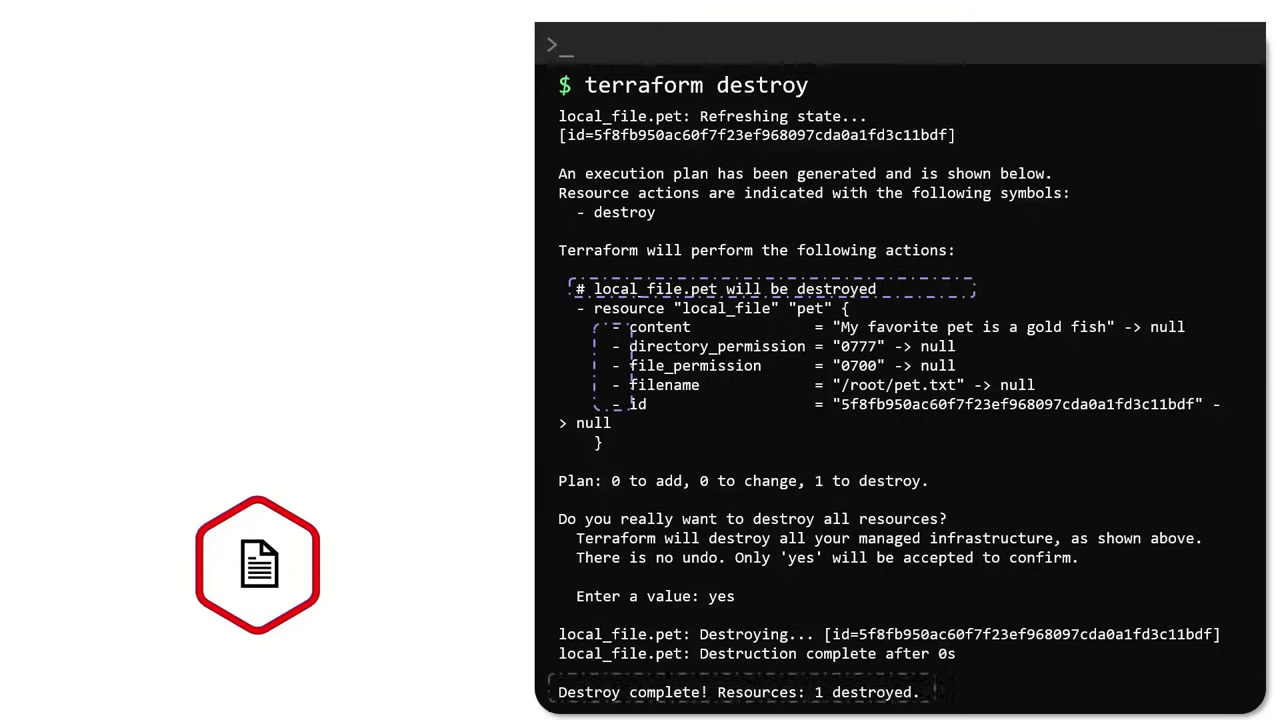 >_
$ terraform destroy
local_file.pet: Refreshing state...
[id=5f8fb950ac60f7f23ef968097cda0a1fd3c11bdf]
An execution plan has been generated and is shown below.
Resource actions are indicated with the following symbols:
- destroy
Terraform will perform the following actions:
# local_file.pet will be destroyed
- resource "local_file" "pet" {
- content = "My favorite pet is a gold fish" -> null
- directory_permission = "0777" -> null
- file_permission = "0700" -> null
- filename = "/root/pet.txt" -> null
- id = "5f8fb950ac60f7f23ef968097cda0a1fd3c11bdf" -
> null
}
Plan: 0 to add, 0 to change, 1 to destroy.
Do you really want to destroy all resources?
Terraform will destroy all your managed infrastructure, as shown above.
There is no undo. Only 'yes' will be accepted to confirm.
Enter a value: yes
local_file.pet: Destroying... [id=5f8fb950ac60f7f23ef968097cda0a1fd3c11bdf]
local_file.pet: Destruction complete after 0s
Destroy complete! Resources: 1 destroyed.